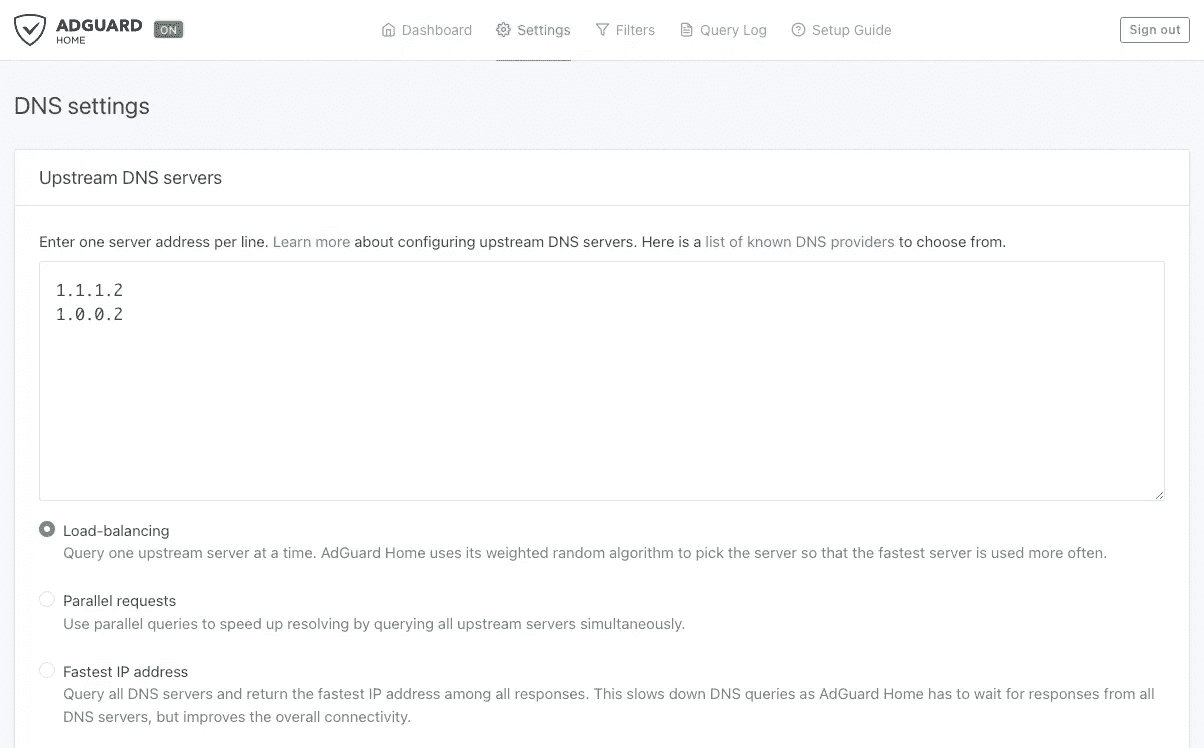 ADGUARD
HOME
ON
Dashboard
Settings
Filters
Query Log
Setup Guide
Sign out
DNS settings
Upstream DNS servers
Enter one server address per line. Learn more about configuring upstream DNS servers. Here is a list of known DNS providers to choose from.
1.1.1.2
1.0.0.2
Load-balancing
Query one upstream server at a time. AdGuard Home uses its weighted random algorithm to pick the server so that the fastest server is used more often.
Parallel requests
Use parallel queries to speed up resolving by querying all upstream servers simultaneously.
Fastest IP address
Query all DNS servers and return the fastest IP address among all responses. This slows down DNS queries as AdGuard Home has to wait for responses from all
DNS servers, but improves the overall connectivity.